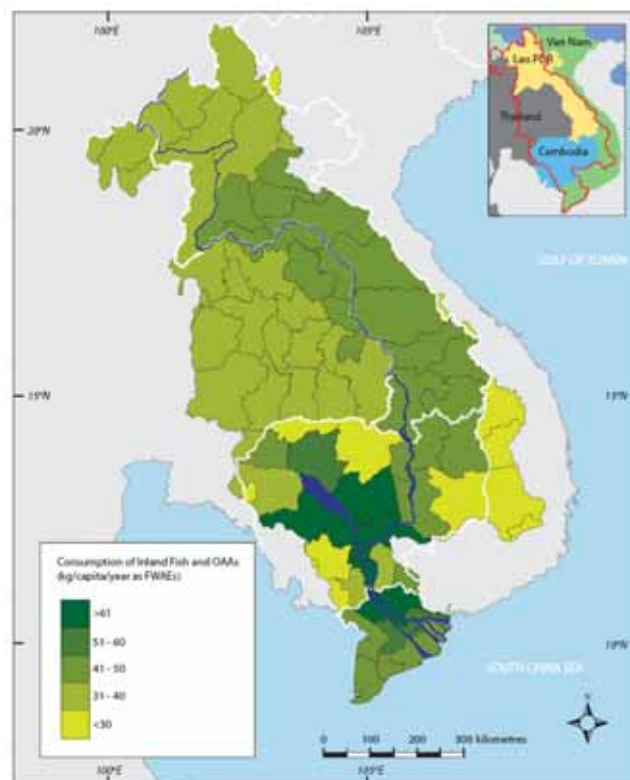 100°E
105°E
Viet Nam
Lao PDR
Thailand
Cambodia
20°N
GULF OF TONKIN
15°N
15°N
Consumption of Inland Fish and OAAs
(kg/capita/year as FWAEs)
>61
51 - 60
41 - 50
31 - 40
<30
10°N
SOUTH CHINA SEA
N
0 100 200 300 kilometres
100°E
105°E